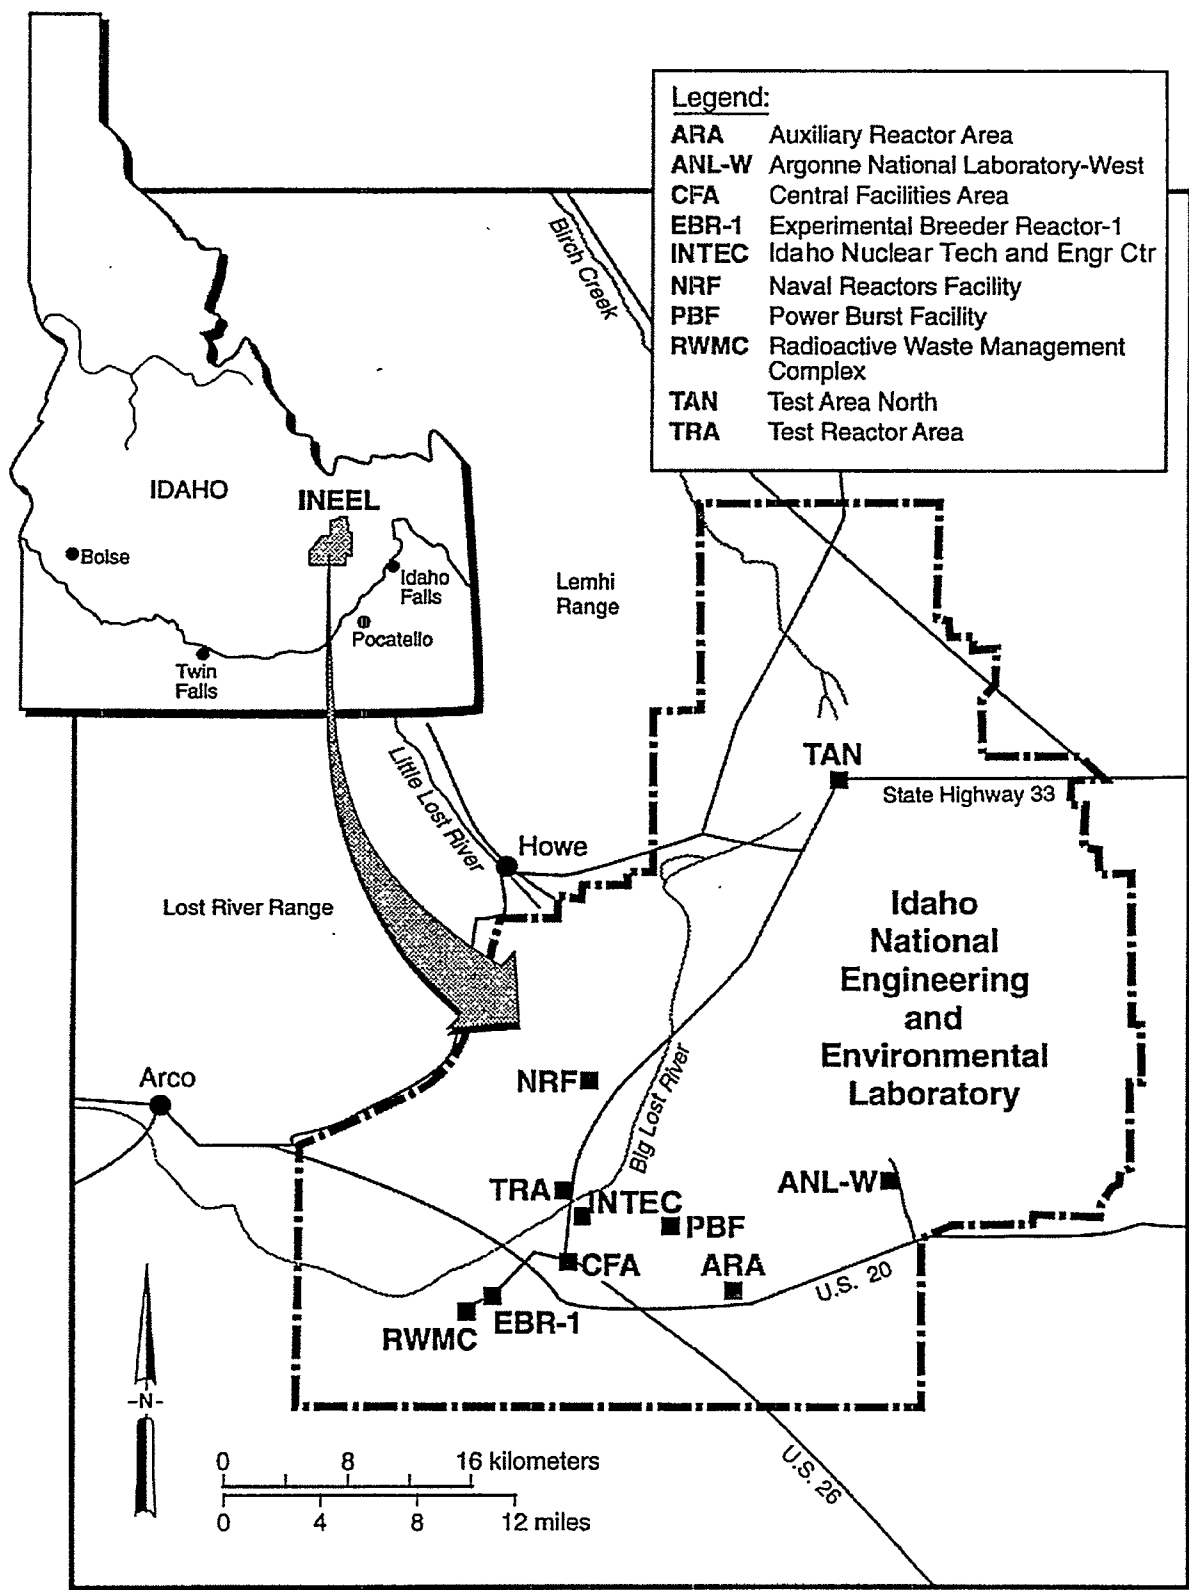 Legend:
ARA Auxiliary Reactor Area
ANL-W Argonne National Laboratory-West
CFA Central Facilities Area
EBR-1 Experimental Breeder Reactor-1
INTEC Idaho Nuclear Tech and Engr Ctr
NRF Naval Reactors Facility
PBF Power Burst Facility
RWMC Radioactive Waste Management
Complex
TAN Test Area North
TRA Test Reactor Area
Birch Creek
IDAHO
INEEL
Boise
Idaho
Falls
Pocatello
Twin
Falls
Lemhi
Range
TAN
State Highway 33
Little Lost River
Howe
Lost River Range
Idaho
National
Engineering
and
Environmental
Laboratory
Arco
NRF
Big Lost River
TRA
INTEC
PBF
ANL-W
CFA
ARA
U.S. 20
EBR-1
RWMC
-N-
0 8 16 kilometers
0 4 8 12 miles
U.S. 26